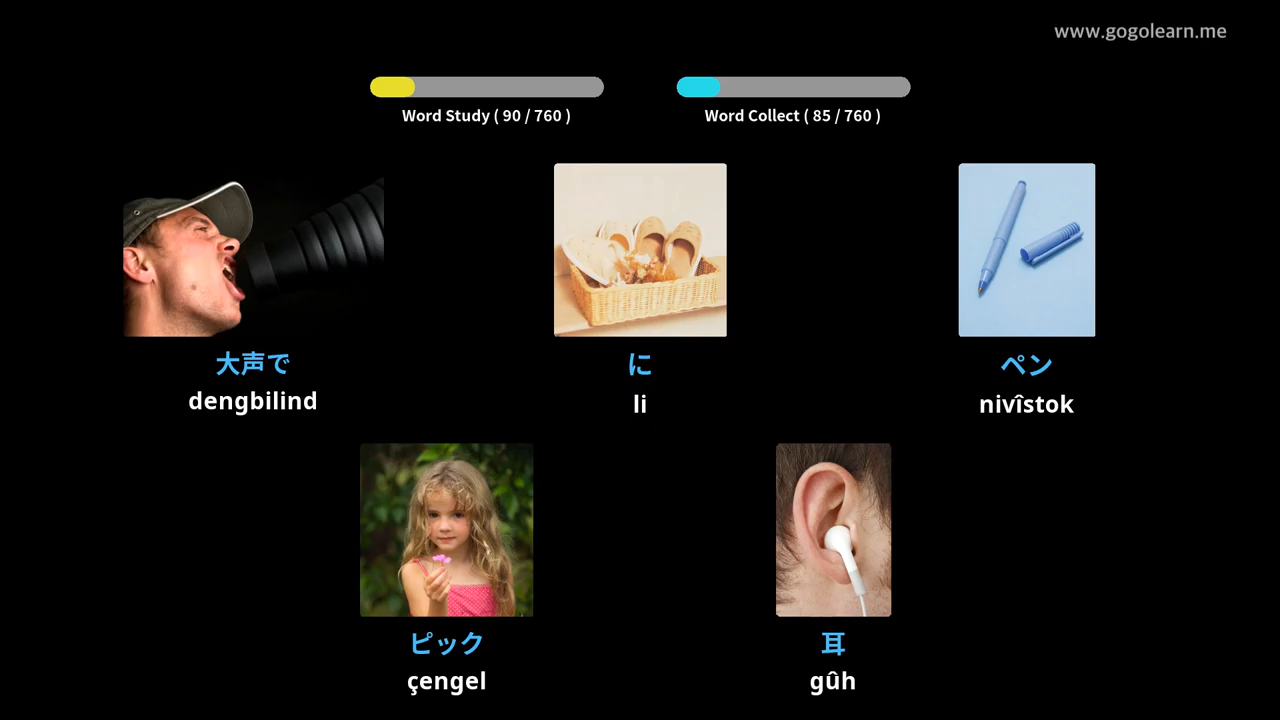 www.gogolearn.me
Word Study ( 90 / 760 )
Word Collect ( 85 / 760 )
大声で
dengbilind
に
li
ペン
nivîstok
ピック
çengel
耳
gûh